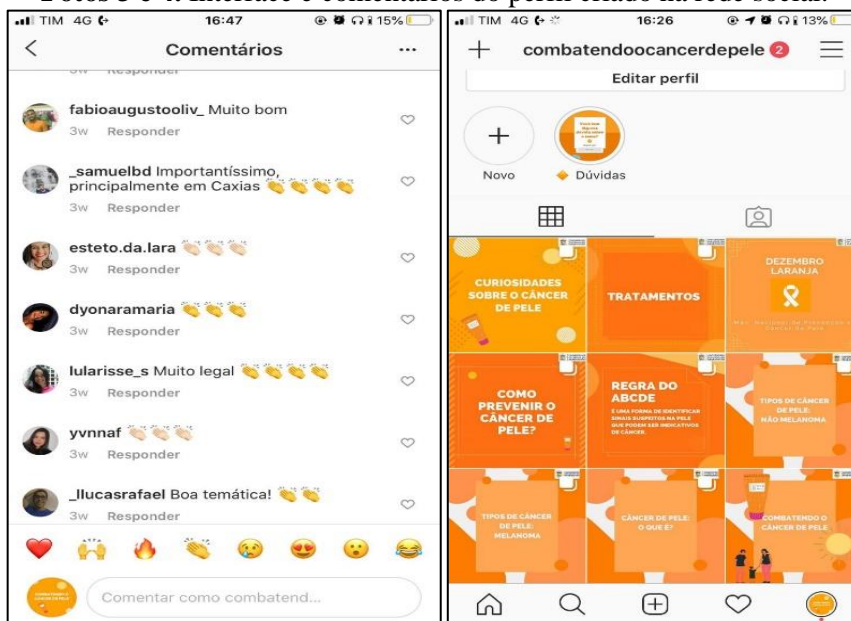 Fotos 3 e 4: Interface e comentários do perfil criado na rede social.
TIM 4G 16:47 15%
Comentários
Responder
fabioaugustooliv_ Muito bom
3w Responder
_samuelbd Importantíssimo,
principalmente em Caxias
3w Responder
esteto.da.lara
3w Responder
dyonaramaria
3w Responder
lularisse_s Muito legal
3w Responder
yvnnaf
3w Responder
_llucasrafael Boa temática!
3w Responder
Comentar como combatend...
TIM 4G 16:26 13%
combatendoocancerdepele 2
Editar perfil
Novo
Dúvidas
CURIOSIDADES
SOBRE O CÂNCER
DE PELE
TRATAMENTOS
DEZEMBRO
LARANJA
COMO
PREVENIR O
CÂNCER DE
PELE?
REGRA DO
ABCDE
É UMA FORMA DE IDENTIFICAR
SINAIS SUSPEITOS NA PELE
QUE PODEM SER INDICATIVOS
DE CÂNCER.
TIPOS DE CÂNCER
DE PELE:
NÃO MELANOMA
TIPOS DE CÂNCER
DE PELE:
MELANOMA
CÂNCER DE PELE:
O QUE É?
COMBATENDO O
CÂNCER DE PELE